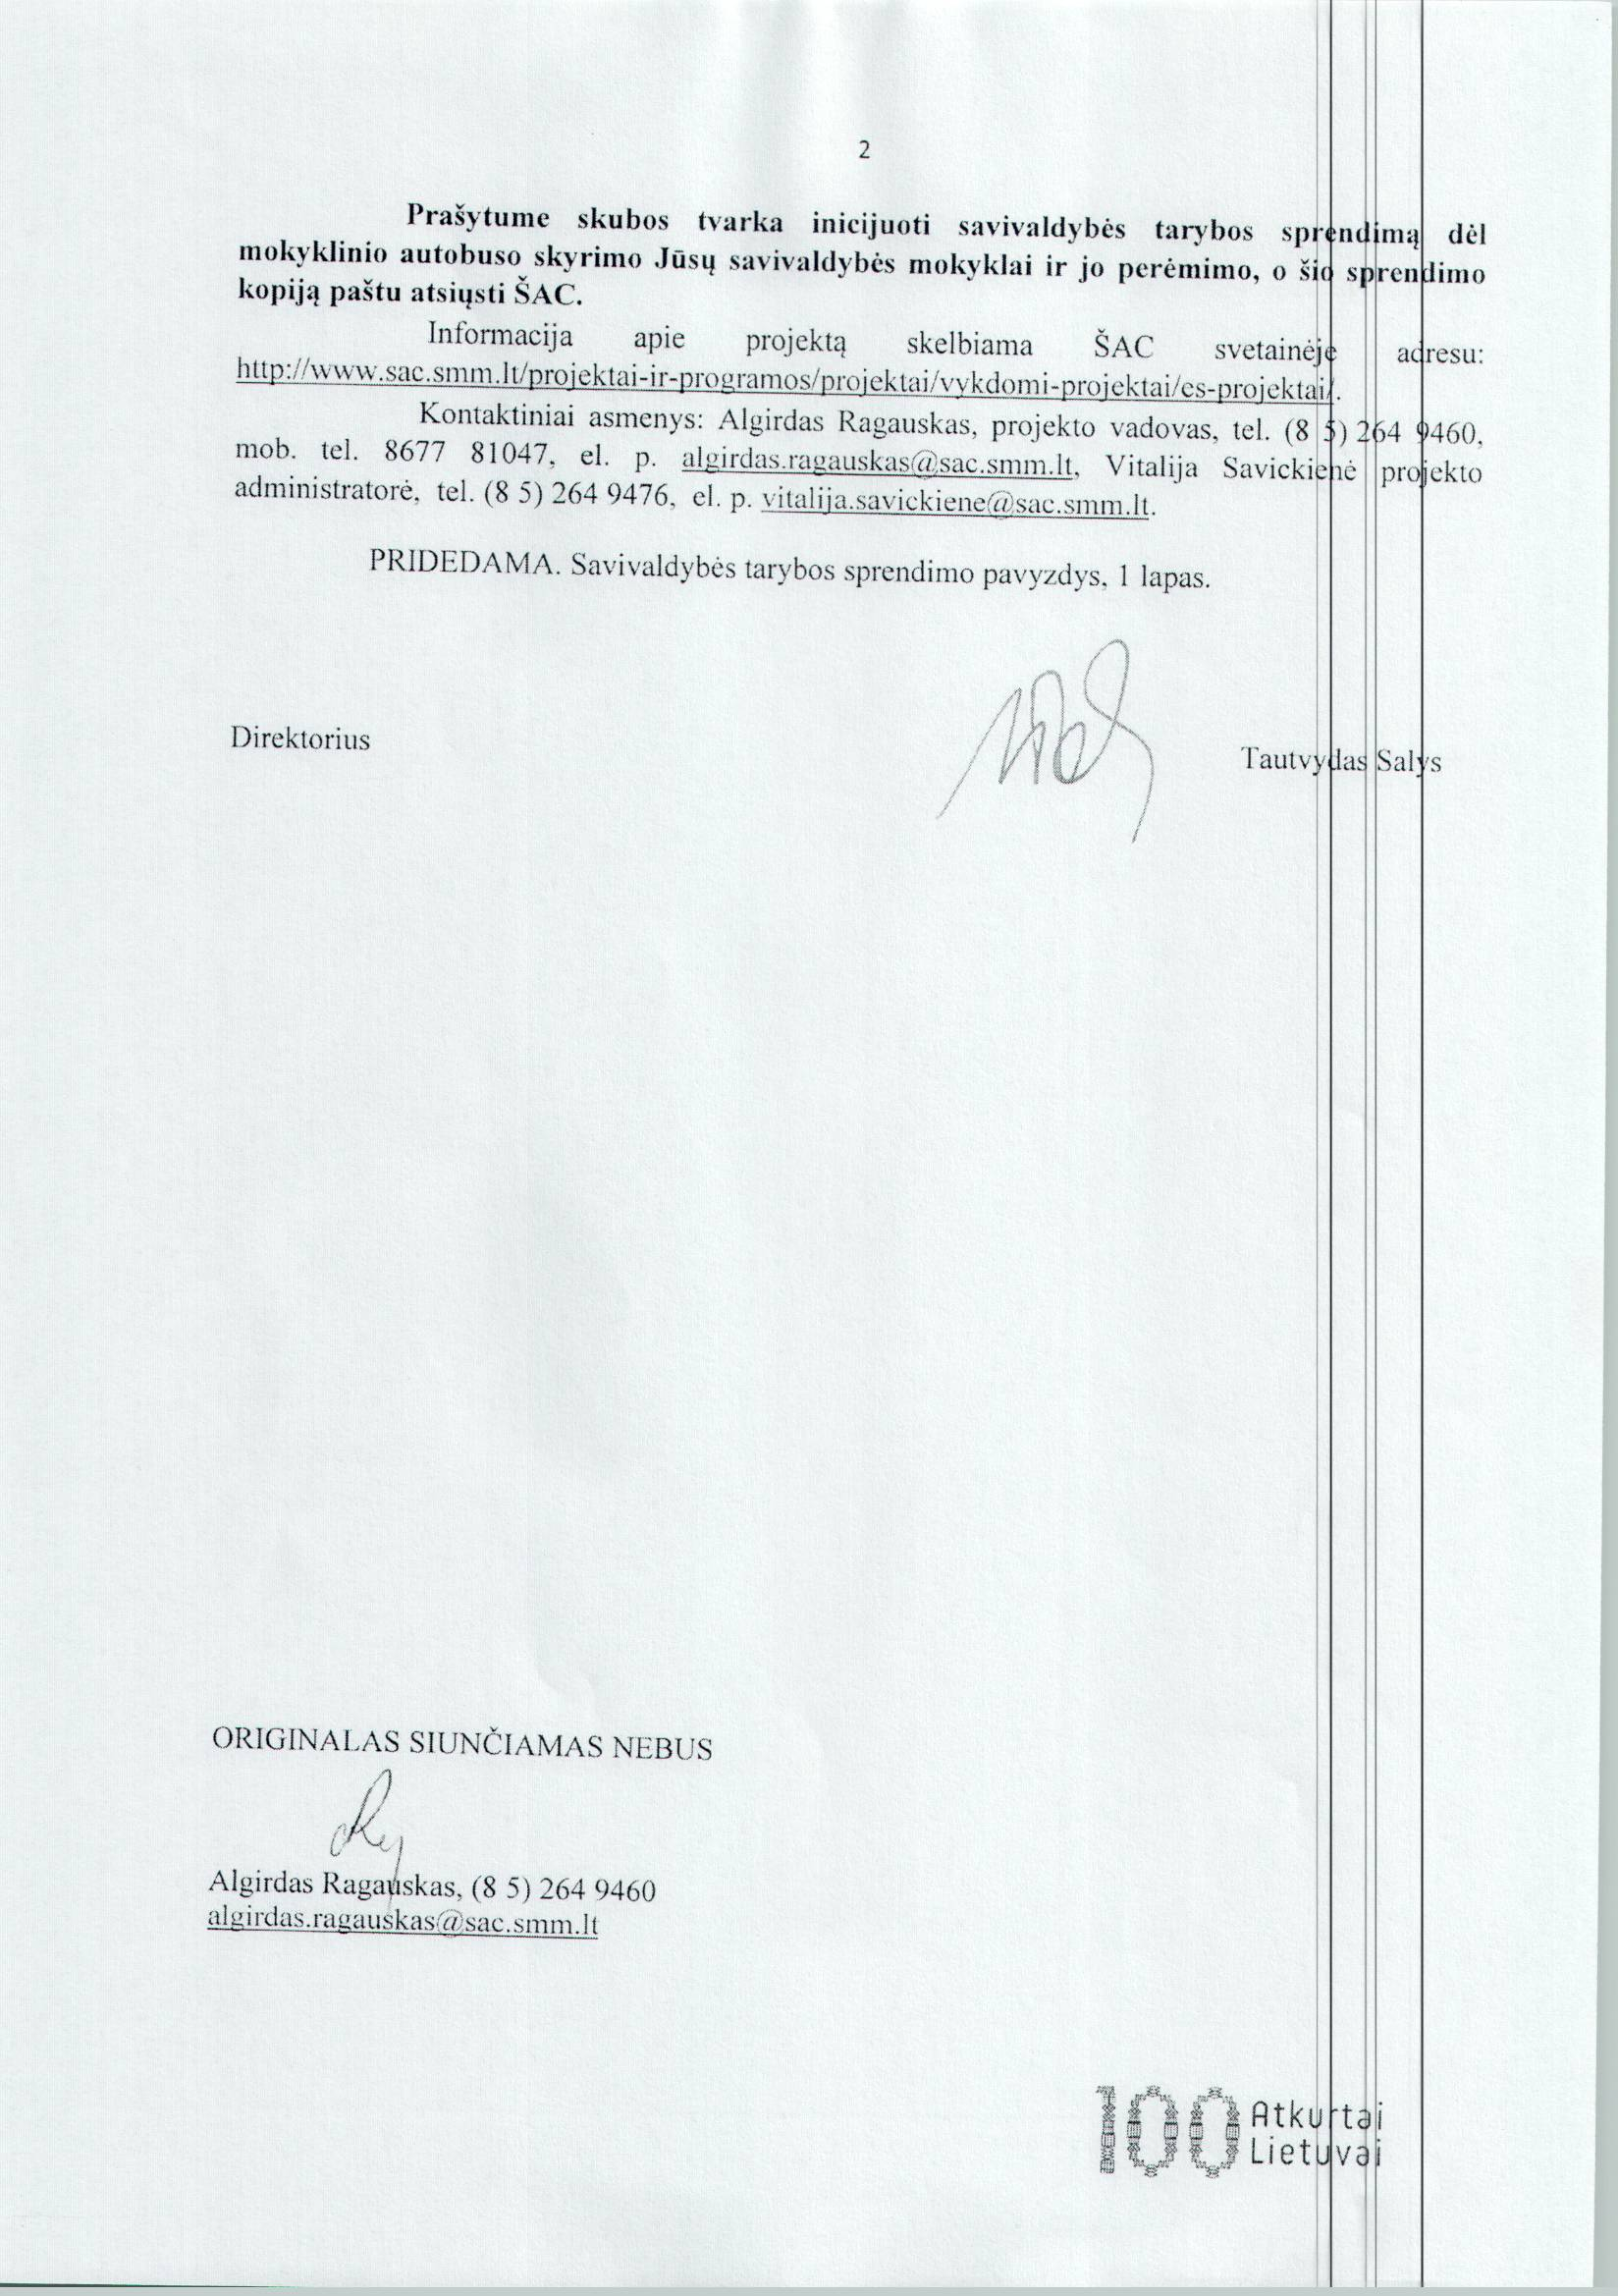 2
Prašytume skubos tvarka inicijuoti savivaldybės tarybos sprendimą dėl
mokyklinio autobuso skyrimo Jūsų savivaldybės mokyklai ir jo perėmimo, o šio sprendimo
kopiją paštu atsiųsti ŠAC.
Informacija apie projektą skelbiama ŠAC svetainėje adresu:
http://www.sac.smm.lt/projektai-ir-programos/projektai/vykdomi-projektai/es-projektai/.
Kontaktiniai asmenys: Algirdas Ragauskas, projekto vadovas, tel. (8 5) 264 9460,
mob. tel. 8677 81047, el. p. algirdas.ragauskas@sac.smm.lt, Vitalija Savickienė projekto
administratorė, tel. (8 5) 264 9476, el. p. vitalija.savickiene@sac.smm.lt.
PRIDEDAMA. Savivaldybės tarybos sprendimo pavyzdys, 1 lapas.
Direktorius Tautvydas Salys
ORIGINALAS SIUNČIAMAS NEBUS
Algirdas Ragauskas, (8 5) 264 9460
algirdas.ragauskas@sac.smm.lt
100 Atkurtai
Lietuvai